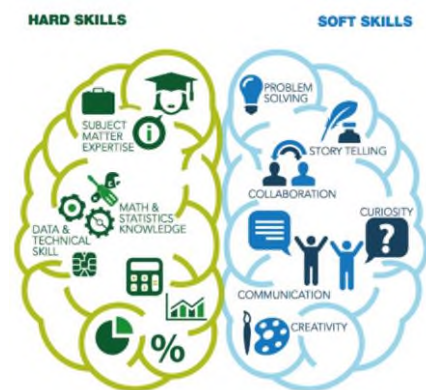 HARD SKILLS
SUBJECT
MATTER
EXPERTISE
i
MATH &
STATISTICS
KNOWLEDGE
DATA &
TECHNICAL
SKILL
%
SOFT SKILLS
PROBLEM
SOLVING
STORY TELLING
COLLABORATION
CURIOSITY
?
COMMUNICATION
CREATIVITY